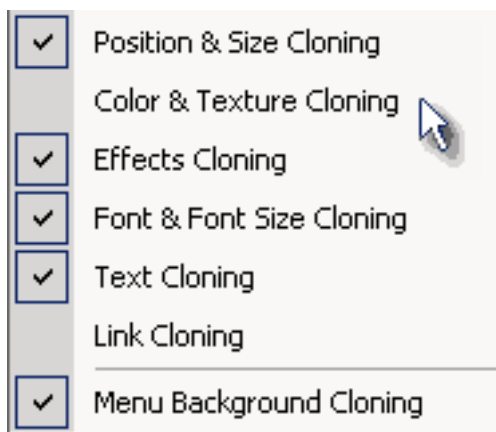 Position & Size Cloning
Color & Texture Cloning
Effects Cloning
Font & Font Size Cloning
Text Cloning
Link Cloning
Menu Background Cloning